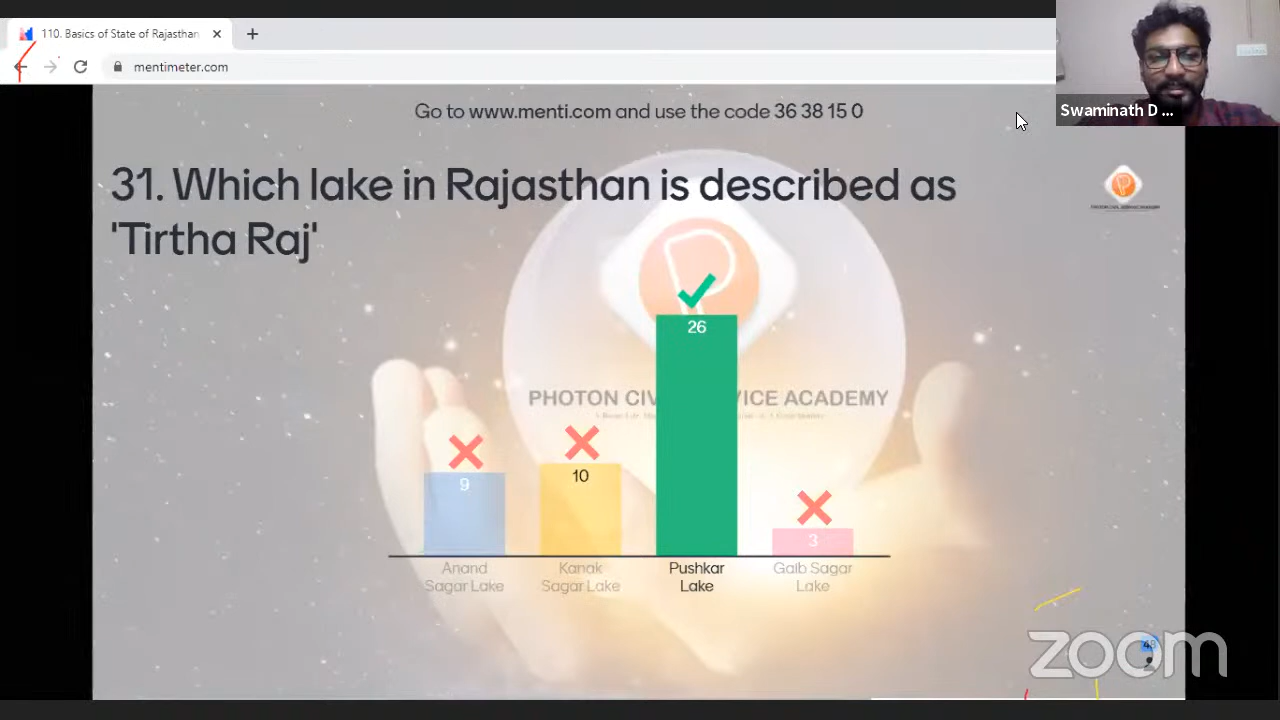 110. Basics of State of Rajasthan
mentimeter.com
Swaminath D ...
Go to www.menti.com and use the code 36 38 15 0
31. Which lake in Rajasthan is described as
'Tirtha Raj'
26
PHOTON CIV VICE ACADEMY
9
10
3
Anand
Sagar Lake
Kanak
Sagar Lake
Pushkar
Lake
Gaib Sagar
Lake
48
zoom